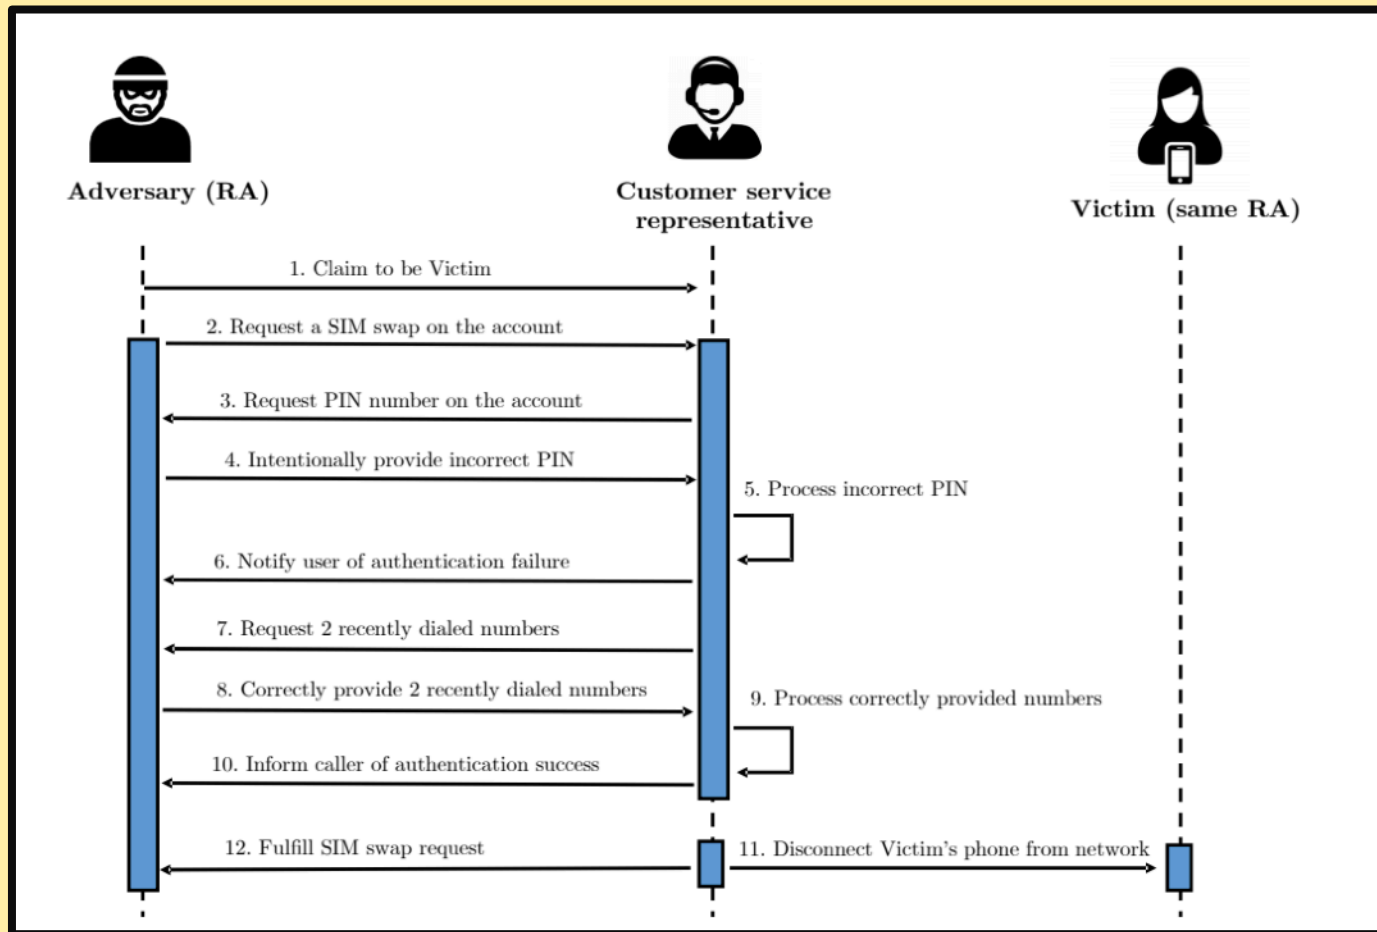 Adversary (RA)
Customer service
representative
Victim (same RA)
1. Claim to be Victim
2. Request a SIM swap on the account
3. Request PIN number on the account
4. Intentionally provide incorrect PIN
5. Process incorrect PIN
6. Notify user of authentication failure
7. Request 2 recently dialed numbers
8. Correctly provide 2 recently dialed numbers
9. Process correctly provided numbers
10. Inform caller of authentication success
12. Fulfill SIM swap request
11. Disconnect Victim's phone from network